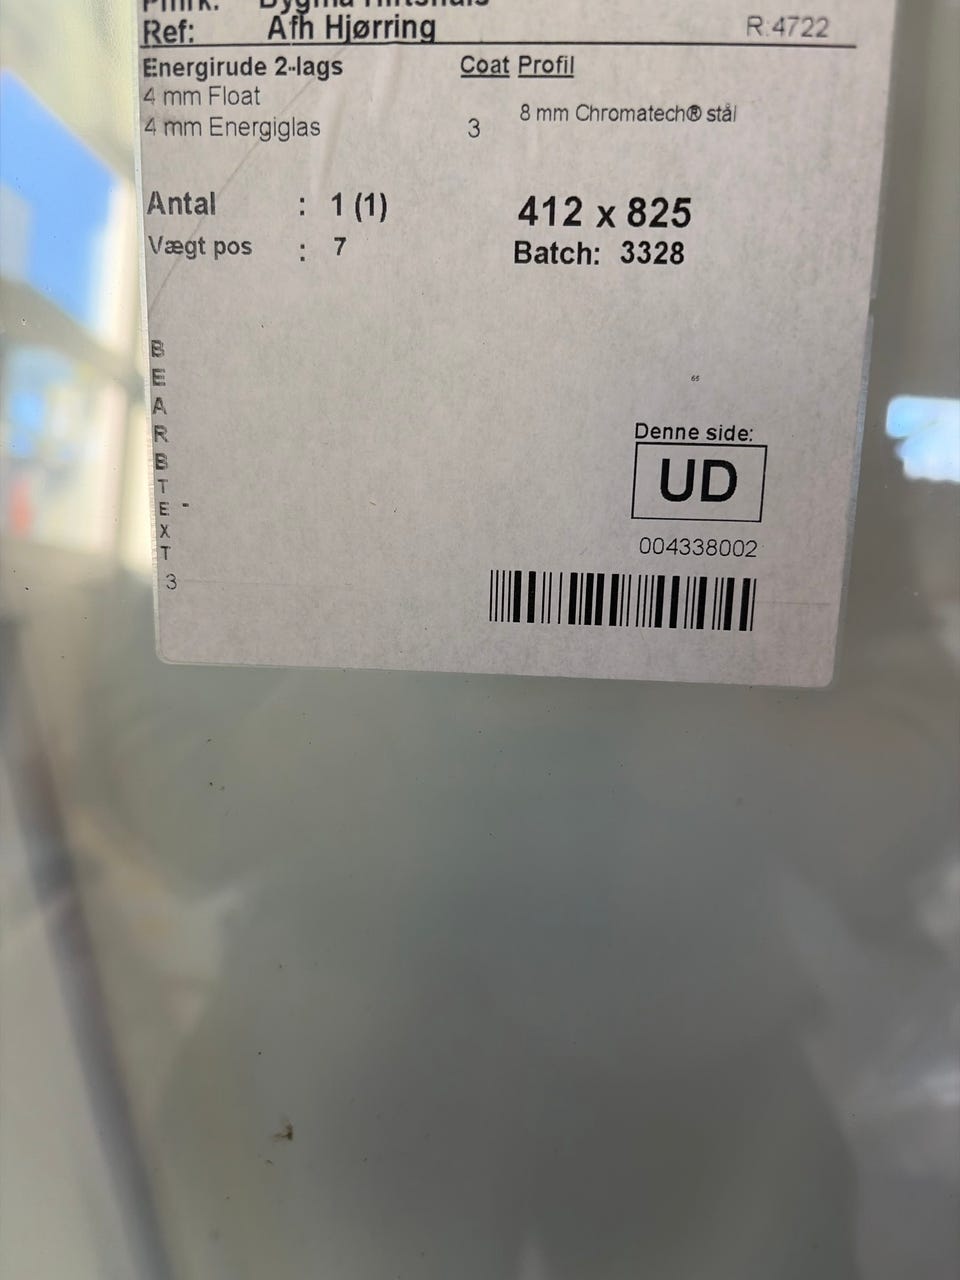 Ref: Afh Hjørring R:4722
Energirude 2-lags Coat Profil
4 mm Float
8 mm Chromatech® stål
4 mm Energiglas 3
Antal : 1 (1) 412 x 825
Vægt pos : 7 Batch: 3328
65
B
E
A
R
B
T
E -
X
T
3
Denne side:
UD
004338002